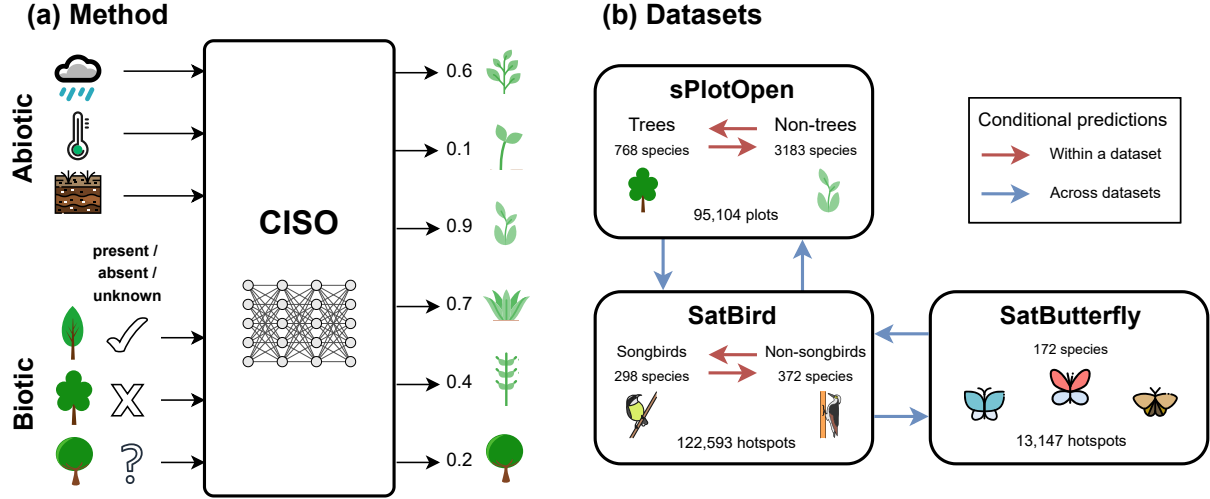 (a) Method
Abiotic
present /
absent /
unknown
Biotic
?
CISO
0.6
0.1
0.9
0.7
0.4
0.2
(b) Datasets
sPlotOpen
Trees
Non-trees
768 species
3183 species
95,104 plots
Conditional predictions
Within a dataset
Across datasets
SatBird
Songbirds
Non-songbirds
298 species
372 species
122,593 hotspots
SatButterfly
172 species
13,147 hotspots